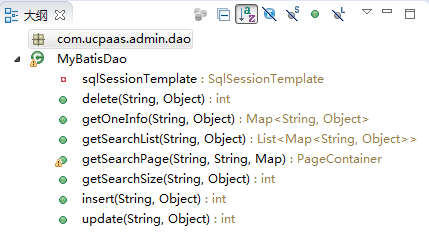 大纲
com.ucpaas.admin.dao
MyBatisDao
sqlSessionTemplate : SqlSessionTemplate
delete(String, Object) : int
getOneInfo(String, Object) : Map<String, Object>
getSearchList(String, Object) : List<Map<String, Object>>
getSearchPage(String, String, Map) : PageContainer
getSearchSize(String, Object) : int
insert(String, Object) : int
update(String, Object) : int